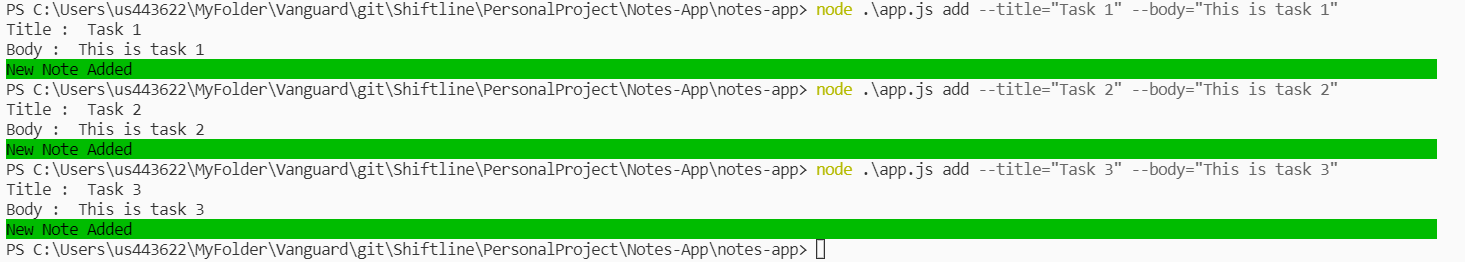 PS C:\Users\us443622\MyFolder\Vanguard\git\Shiftline\PersonalProject\Notes-App\notes-app> node .\app.js add --title="Task 1" --body="This is task 1"
Title :  Task 1
Body :  This is task 1
New Note Added
PS C:\Users\us443622\MyFolder\Vanguard\git\Shiftline\PersonalProject\Notes-App\notes-app> node .\app.js add --title="Task 2" --body="This is task 2"
Title :  Task 2
Body :  This is task 2
New Note Added
PS C:\Users\us443622\MyFolder\Vanguard\git\Shiftline\PersonalProject\Notes-App\notes-app> node .\app.js add --title="Task 3" --body="This is task 3"
Title :  Task 3
Body :  This is task 3
New Note Added
PS C:\Users\us443622\MyFolder\Vanguard\git\Shiftline\PersonalProject\Notes-App\notes-app>